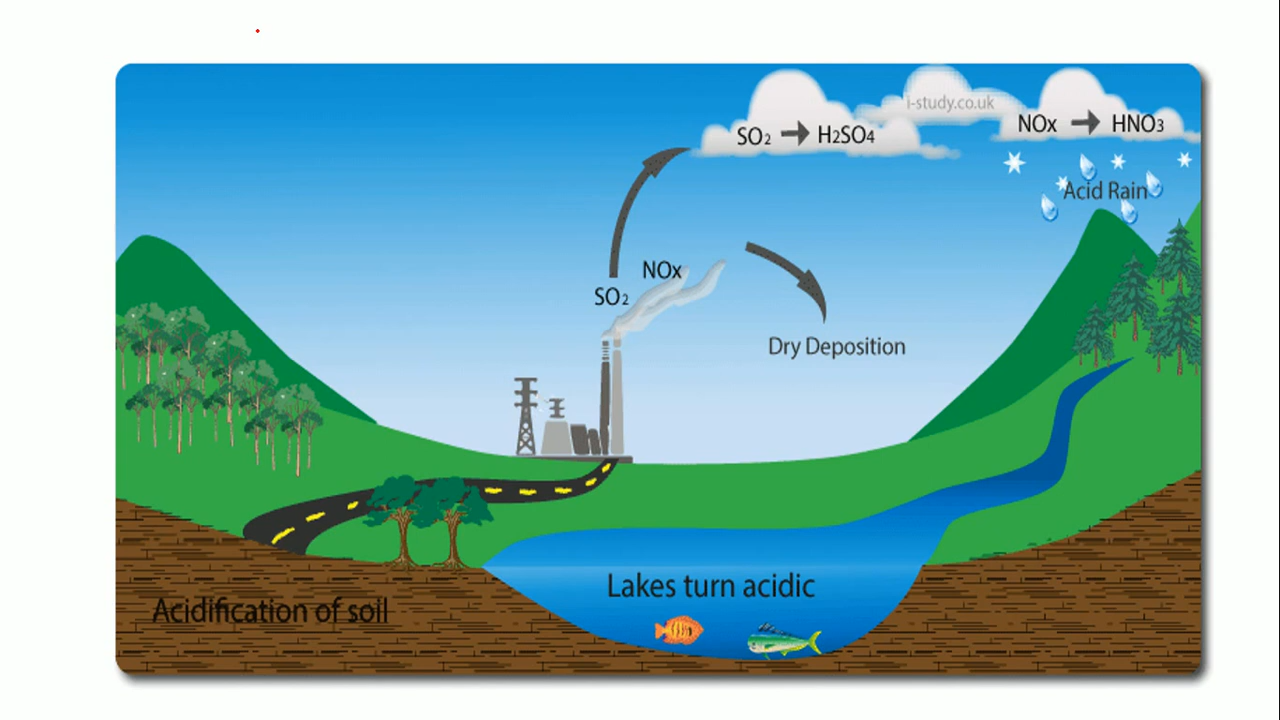 i-study.co.uk
SO₂ → H₂SO₄
NOx → HNO₃
Acid Rain
NOx
SO₂
Dry Deposition
Lakes turn acidic
Acidification of soil